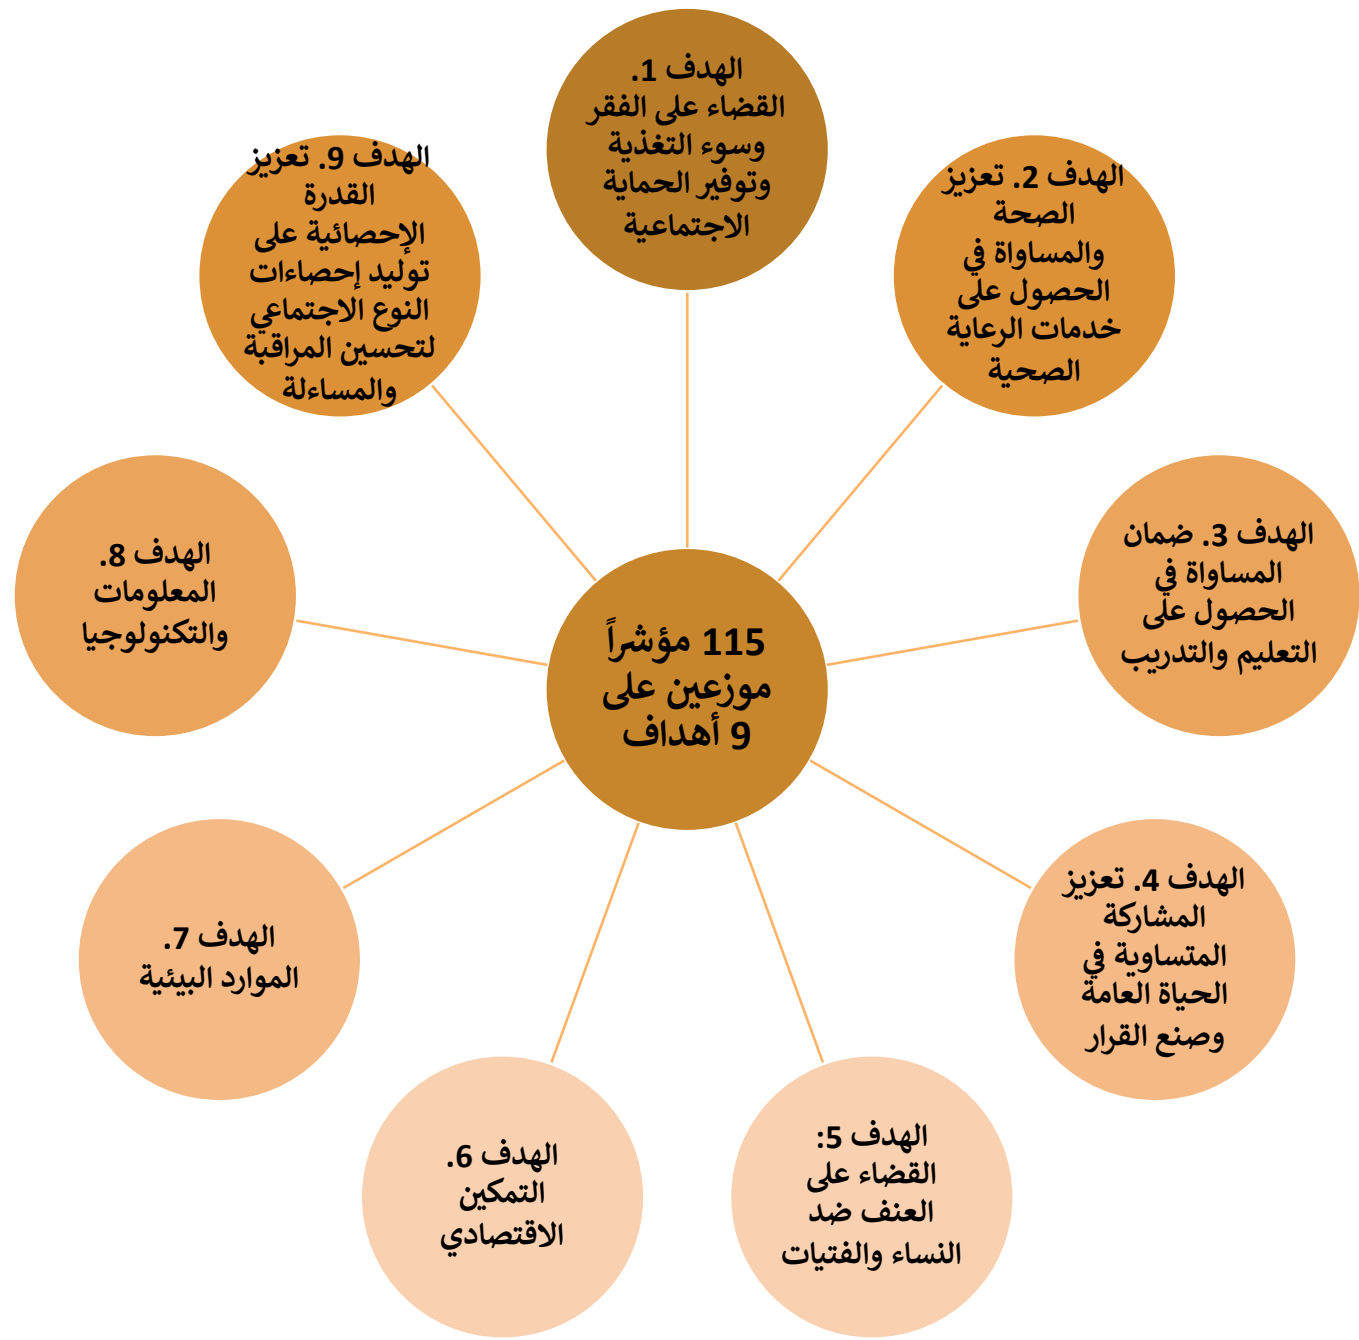 الهدف 1.
القضاء على الفقر
وسوء التغذية
وتوفير الحماية
الاجتماعية
الهدف 2. تعزيز
الصحة
والمساواة في
الحصول على
خدمات الرعاية
الصحية
الهدف 3. ضمان
المساواة في
الحصول على
التعليم والتدريب
الهدف 4. تعزيز
المشاركة
المتساوية في
الحياة العامة
وصنع القرار
الهدف 5:
القضاء على
العنف ضد
النساء والفتيات
الهدف 6.
التمكين
الاقتصادي
الهدف 7.
الموارد البيئية
الهدف 8.
المعلومات
والتكنولوجيا
الهدف 9. تعزيز
القدرة
الإحصائية على
توليد إحصاءات
النوع الاجتماعي
لتحسين المراقبة
والمساءلة
115 مؤشراً
موزعين على
9 أهداف